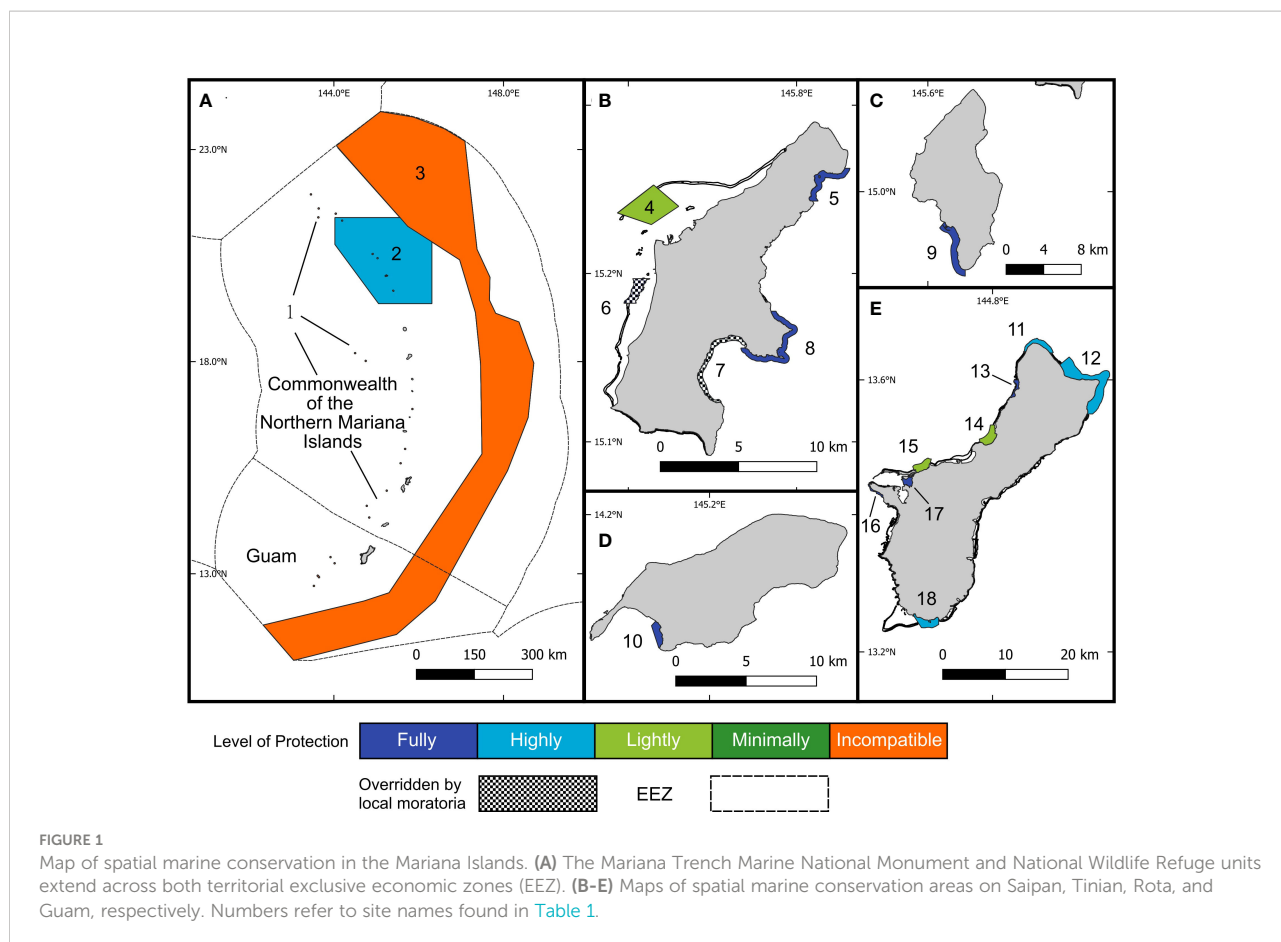 A
144.0°E
148.0°E
23.0°N
3
2
1
18.0°N
Commonwealth
of the
Northern Mariana
Islands
Guam
13.0°N
0 150 300 km
B
145.8°E
4
5
15.2°N
6
8
7
15.1°N
0 5 10 km
C
145.6°E
15.0°N
9
0 4 8 km
D
145.2°E
14.2°N
10
0 5 10 km
E
144.8°E
11
12
13.6°N
13
14
15
16
17
18
13.2°N
0 10 20 km
Level of Protection Fully Highly Lightly Minimally Incompatible
Overridden by
local moratoria
EEZ
FIGURE 1
Map of spatial marine conservation in the Mariana Islands. (A) The Mariana Trench Marine National Monument and National Wildlife Refuge units
extend across both territorial exclusive economic zones (EEZ). (B-E) Maps of spatial marine conservation areas on Saipan, Tinian, Rota, and
Guam, respectively. Numbers refer to site names found in Table 1.